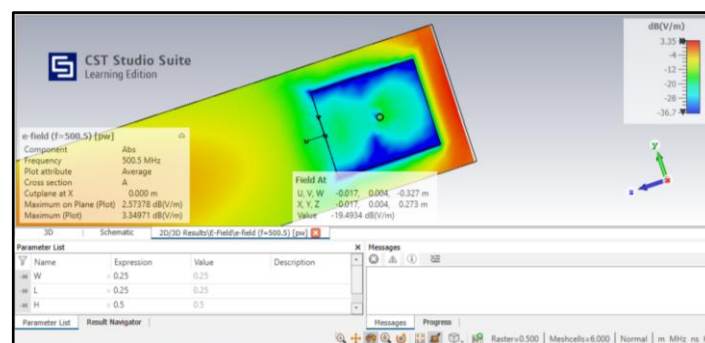 dB(V/m)
3.35
-4
-12
-20
-28
-36.7
CST Studio Suite
Learning Edition
e-field (f=500.5) [pw]
Component Abs
Frequency 500.5 MHz
Plot attribute Average
Cross section A
Cutplane at X 0.000 m
Maximum on Plane (Plot) 2.57378 dB(V/m)
Maximum (Plot) 3.34971 dB(V/m)
Field At
U, V, W -0.017, 0.004, -0.327 m
X, Y, Z -0.017, 0.004, 0.273 m
Value -19.4934 dB(V/m)
y
3D Schematic 2D/3D Results\E-Field\e-field (f=500.5) [pw]
Parameter List
Name Expression Value Description
W = 0.25 0.25
L = 0.25 0.25
H = 0.5 0.5
Parameter List Result Navigator
Messages
Messages Progress
Raster=0.500 Meshcells=6,000 Normal m MHz ns